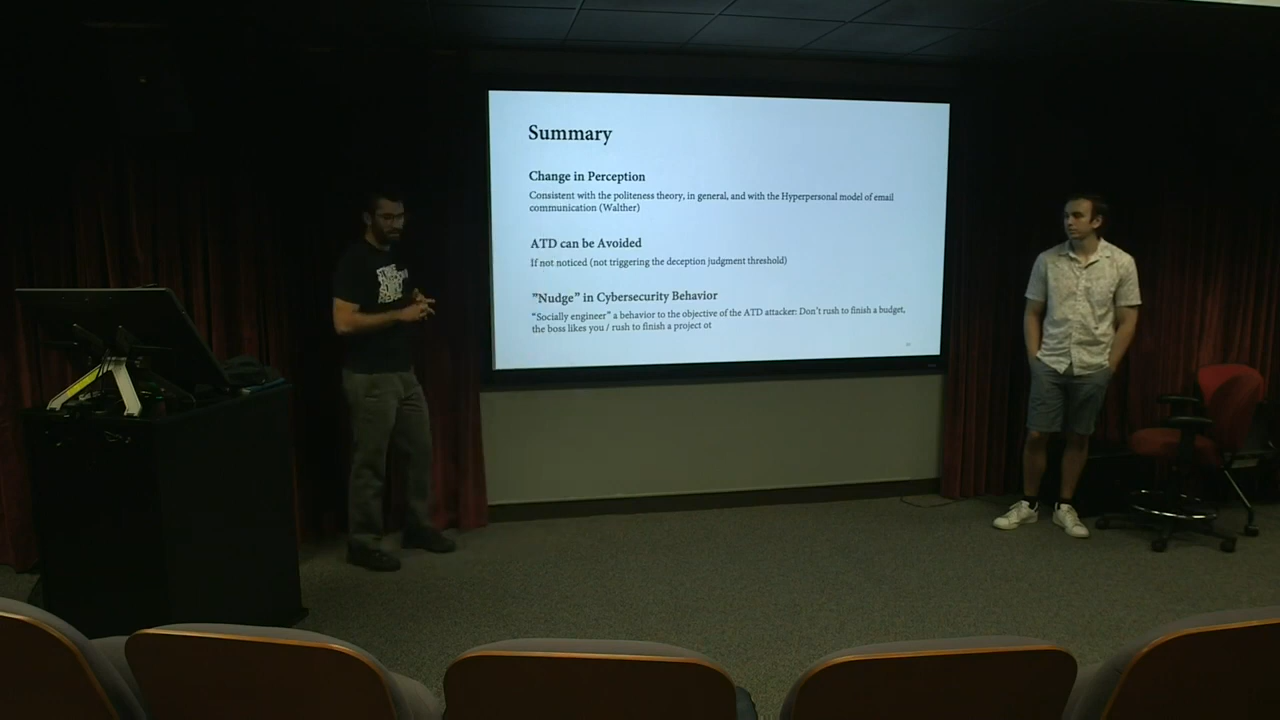 Summary
Change in Perception
Consistent with the politeness theory, in general, and with the Hyperpersonal model of email
communication (Walther)
ATD can be Avoided
If not noticed (not triggering the deception judgment threshold)
"Nudge" in Cybersecurity Behavior
“Socially engineer” a behavior to the objective of the ATD attacker: Don't rush to finish a budget,
the boss likes you / rush to finish a project ot